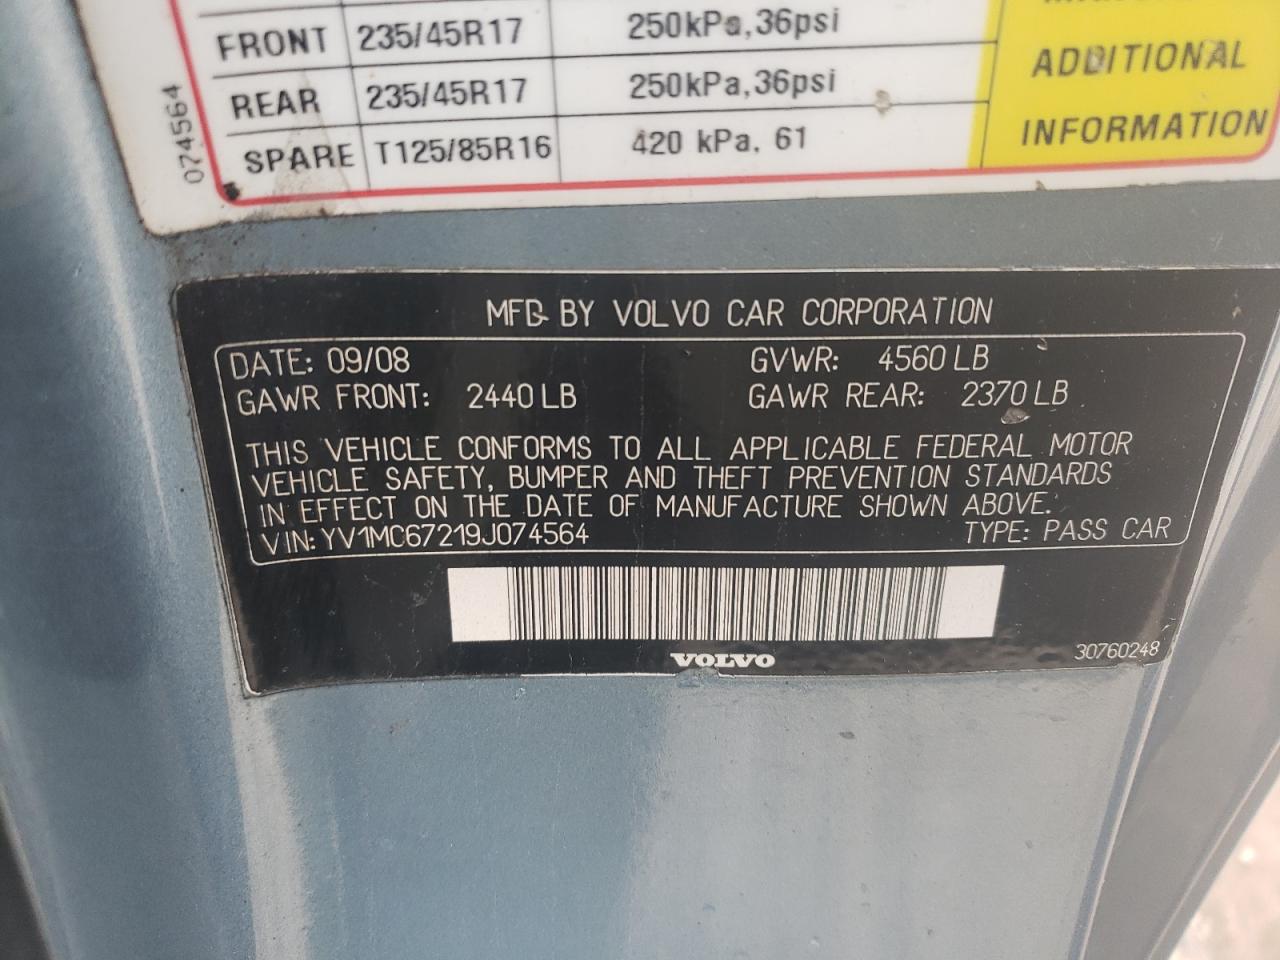 FRONT 235/45R17 250kPa,36psi
ADDITIONAL
REAR 235/45R17 250kPa,36psi
INFORMATION
SPARE T125/85R16 420 kPa, 61
074564
MFD BY VOLVO CAR CORPORATION
DATE: 09/08 GVWR: 4560 LB
GAWR FRONT: 2440 LB GAWR REAR: 2370 LB
THIS VEHICLE CONFORMS TO ALL APPLICABLE FEDERAL MOTOR
VEHICLE SAFETY, BUMPER AND THEFT PREVENTION STANDARDS
IN EFFECT ON THE DATE OF MANUFACTURE SHOWN ABOVE.
VIN: YV1MC67219J074564 TYPE: PASS CAR
VOLVO
30760248